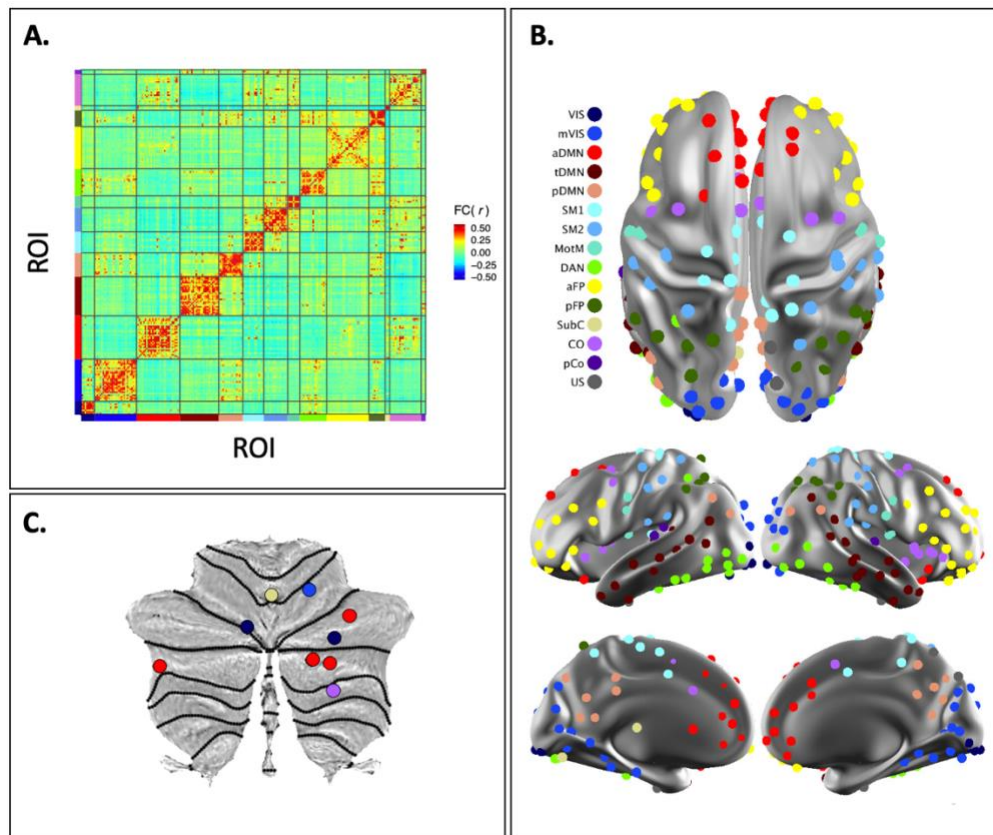 A.
ROI
FC( r )
0.50
0.25
0.00
−0.25
−0.50
ROI
B.
VIS
mVIS
aDMN
tDMN
pDMN
SM1
SM2
MotM
DAN
aFP
pFP
SubC
CO
pCo
US
C.